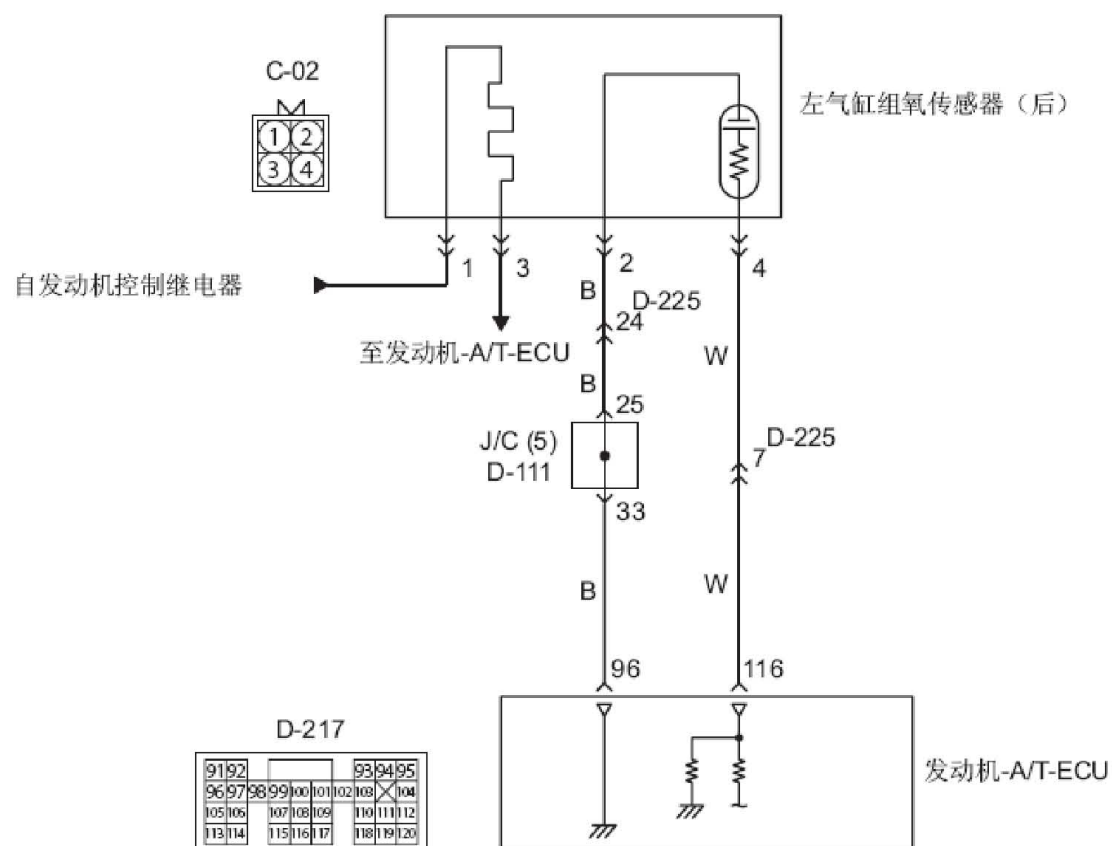 C-02
1 2
3 4
左气缸组氧传感器（后）
1 3 2 4
自发动机控制继电器
B D-225
24
至发动机-A/T-ECU
W
B
25
J/C (5)
D-111
D-225
7
33
B
W
96 116
D-217
91 92 93 94 95
96 97 98 99 100 101 102 103 104
105 106 107 108 109 110 111 112
113 114 115 116 117 118 119 120
发动机-A/T-ECU